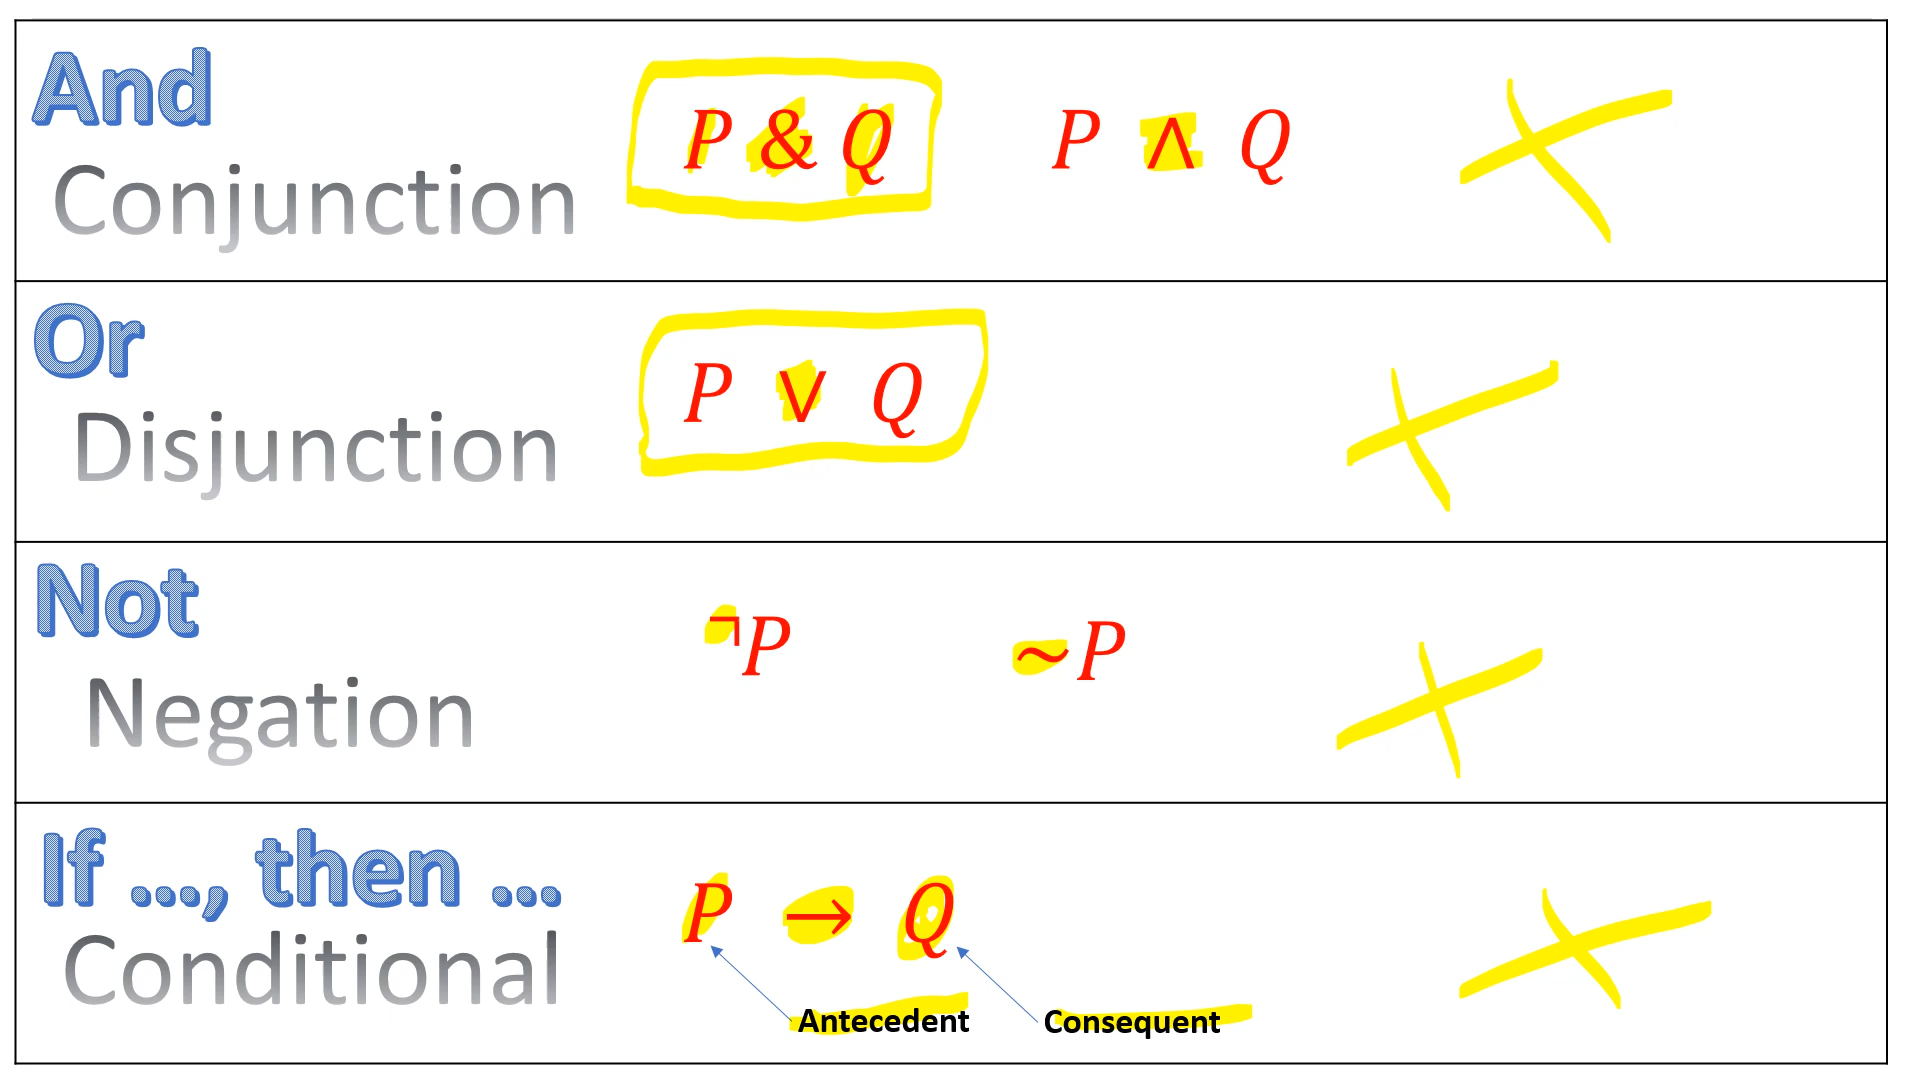 And
Conjunction
P & Q
P ∧ Q
Or
Disjunction
P ∨ Q
Not
Negation
¬P
~P
If ..., then ...
Conditional
P → Q
Antecedent
Consequent